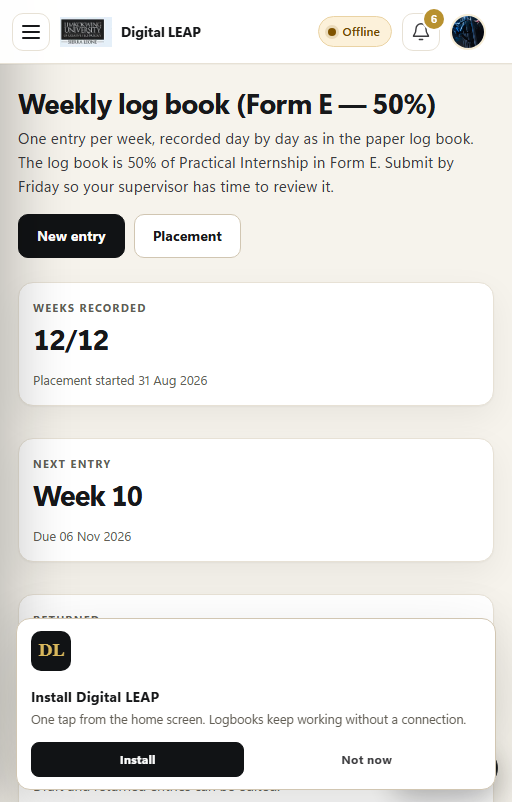 UNIVERSITY
SIERRA LEONE
Digital LEAP
Offline
6
Weekly log book (Form E — 50%)
One entry per week, recorded day by day as in the paper log book.
The log book is 50% of Practical Internship in Form E. Submit by
Friday so your supervisor has time to review it.
New entry
Placement
WEEKS RECORDED
12/12
Placement started 31 Aug 2026
NEXT ENTRY
Week 10
Due 06 Nov 2026
RETURNED
DL
Install Digital LEAP
One tap from the home screen. Logbooks keep working without a connection.
Install
Not now